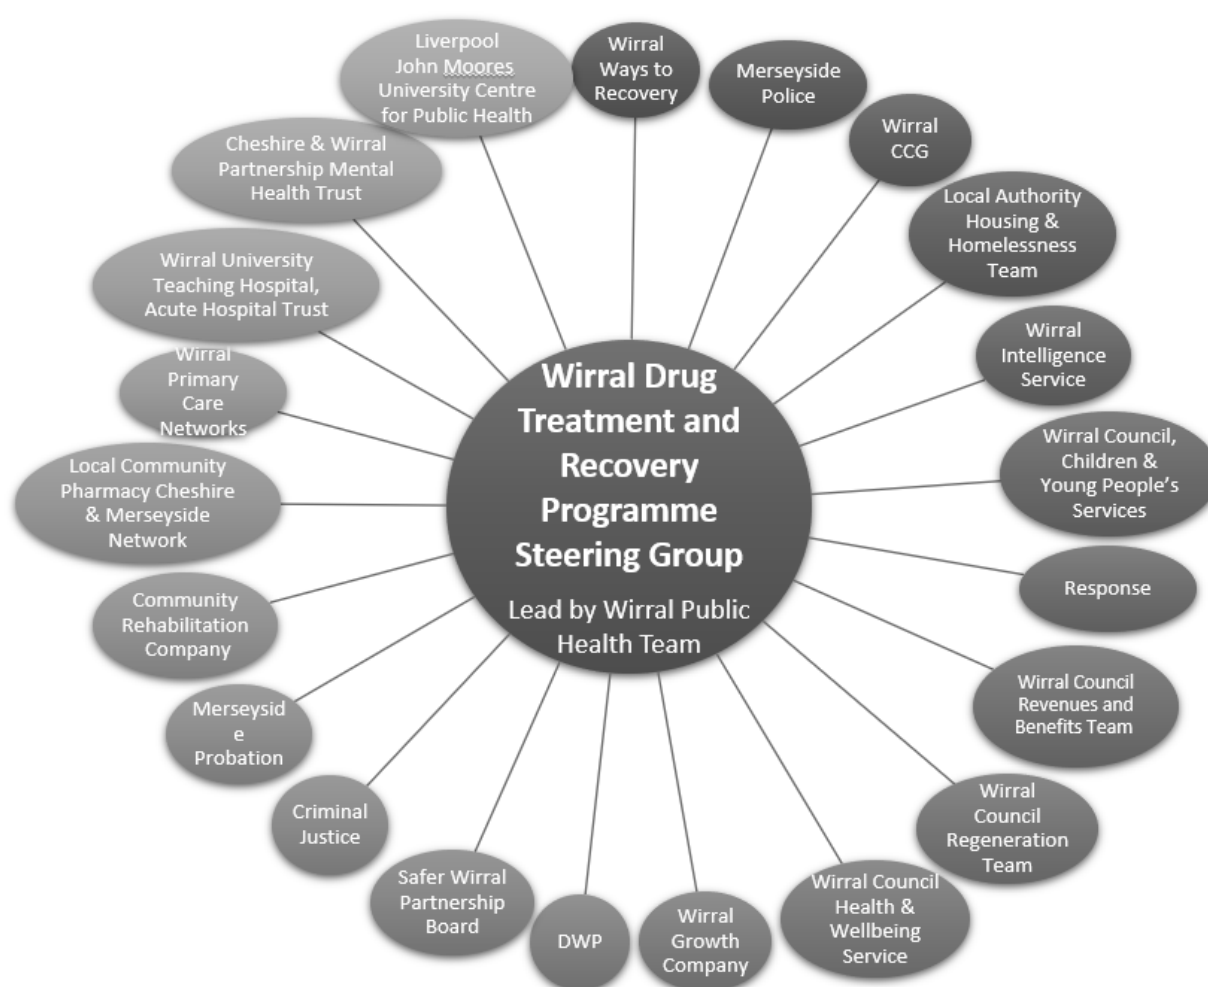 Liverpool
John Moores
University Centre
for Public Health
Wirral
Ways to
Recovery
Merseyside
Police
Wirral
CCG
Local Authority
Housing &
Homelessness
Team
Wirral
Intelligence
Service
Wirral Council,
Children &
Young People's
Services
Response
Wirral Council
Revenues and
Benefits Team
Wirral
Council
Regeneration
Team
Wirral Council
Health &
Wellbeing
Service
Wirral
Growth
Company
DWP
Safer Wirral
Partnership
Board
Criminal
Justice
Merseysid
e
Probation
Community
Rehabilitation
Company
Local Community
Pharmacy Cheshire
& Merseyside
Network
Wirral
Primary
Care
Networks
Wirral University
Teaching Hospital,
Acute Hospital Trust
Cheshire & Wirral
Partnership Mental
Health Trust
Wirral Drug
Treatment and
Recovery
Programme
Steering Group
Lead by Wirral Public
Health Team